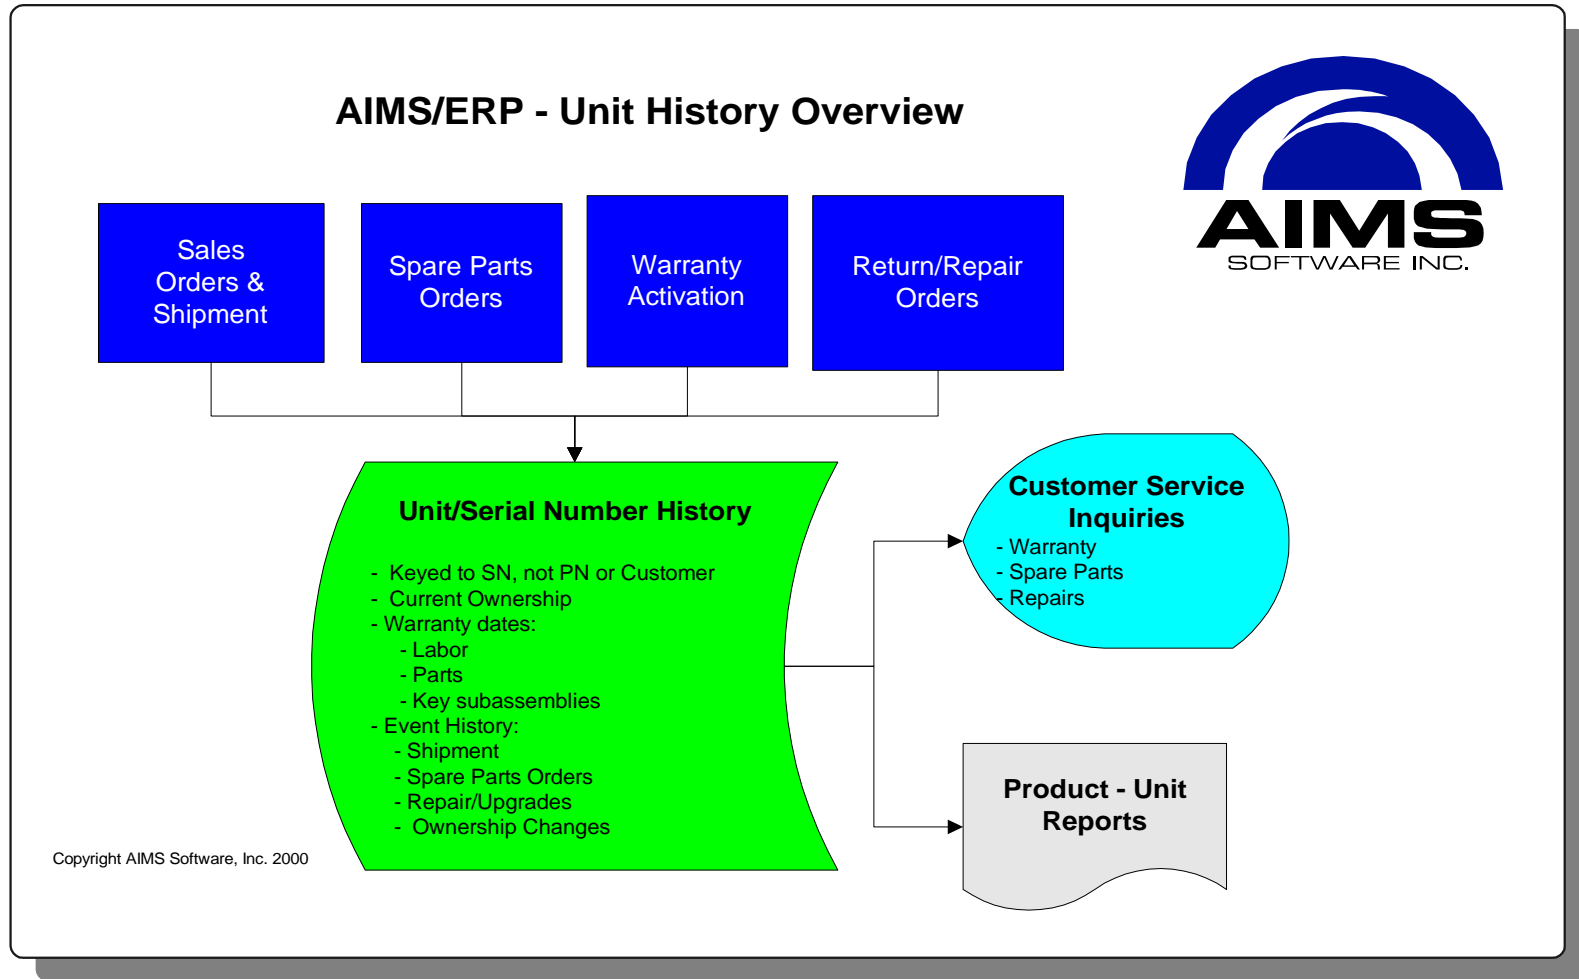 AIMS/ERP - Unit History Overview
AIMS
SOFTWARE INC.
Sales
Orders &
Shipment
Spare Parts
Orders
Warranty
Activation
Return/Repair
Orders
Unit/Serial Number History
- Keyed to SN, not PN or Customer
- Current Ownership
- Warranty dates:
- Labor
- Parts
- Key subassemblies
- Event History:
- Shipment
- Spare Parts Orders
- Repair/Upgrades
- Ownership Changes
Customer Service
Inquiries
- Warranty
- Spare Parts
- Repairs
Product - Unit
Reports
Copyright AIMS Software, Inc. 2000